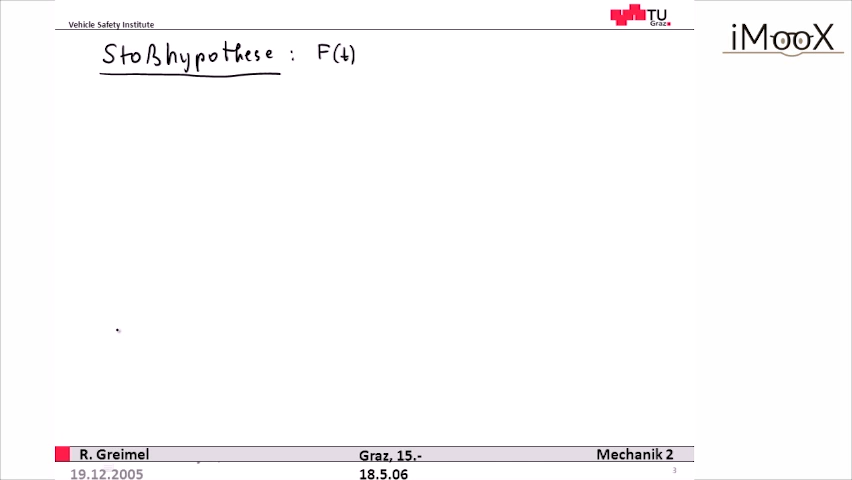 Vehicle Safety Institute
TU
Graz
iMooX
Stoßhypothese : F(t)
R. Greimel Graz, 15.- Mechanik 2
19.12.2005 18.5.06 3